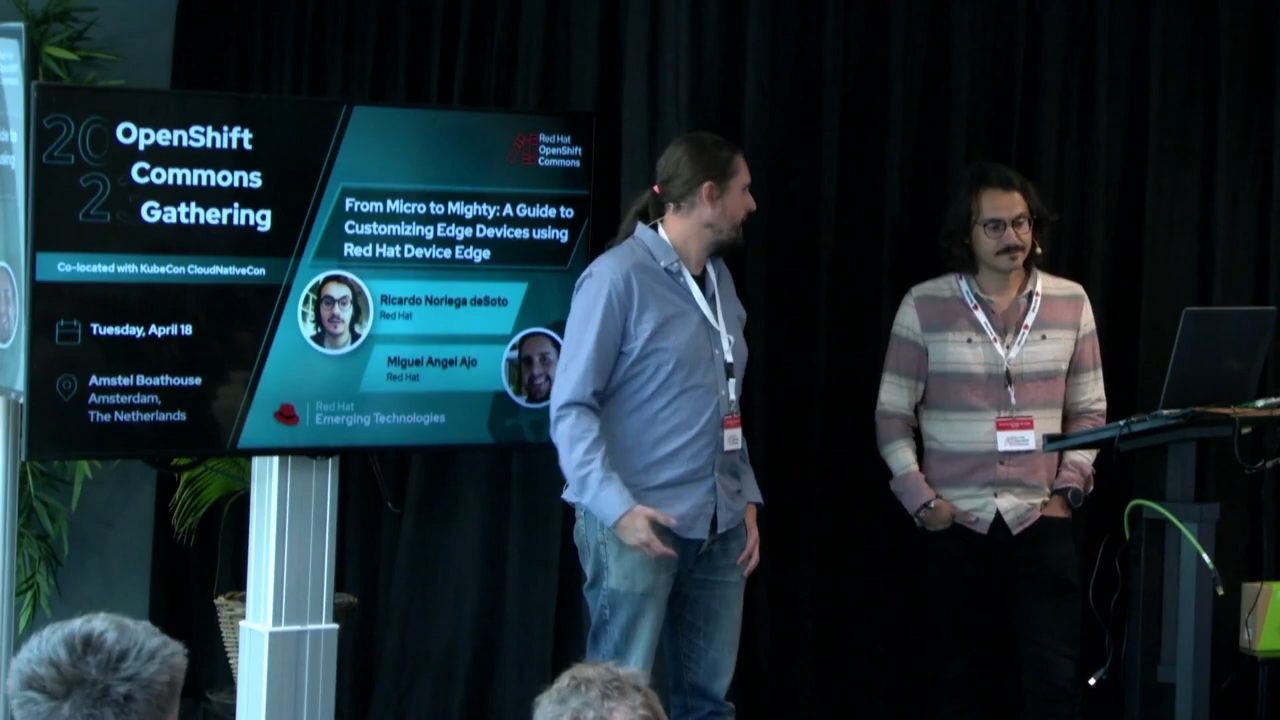 20
2
OpenShift
Commons
Gathering
Co-located with KubeCon CloudNativeCon
Tuesday, April 18
Amstel Boathouse
Amsterdam,
The Netherlands
Red Hat
OpenShift
Commons
From Micro to Mighty: A Guide to
Customizing Edge Devices using
Red Hat Device Edge
Ricardo Noriega deSoto
Red Hat
Miguel Angel Ajo
Red Hat
Red Hat
Emerging Technologies